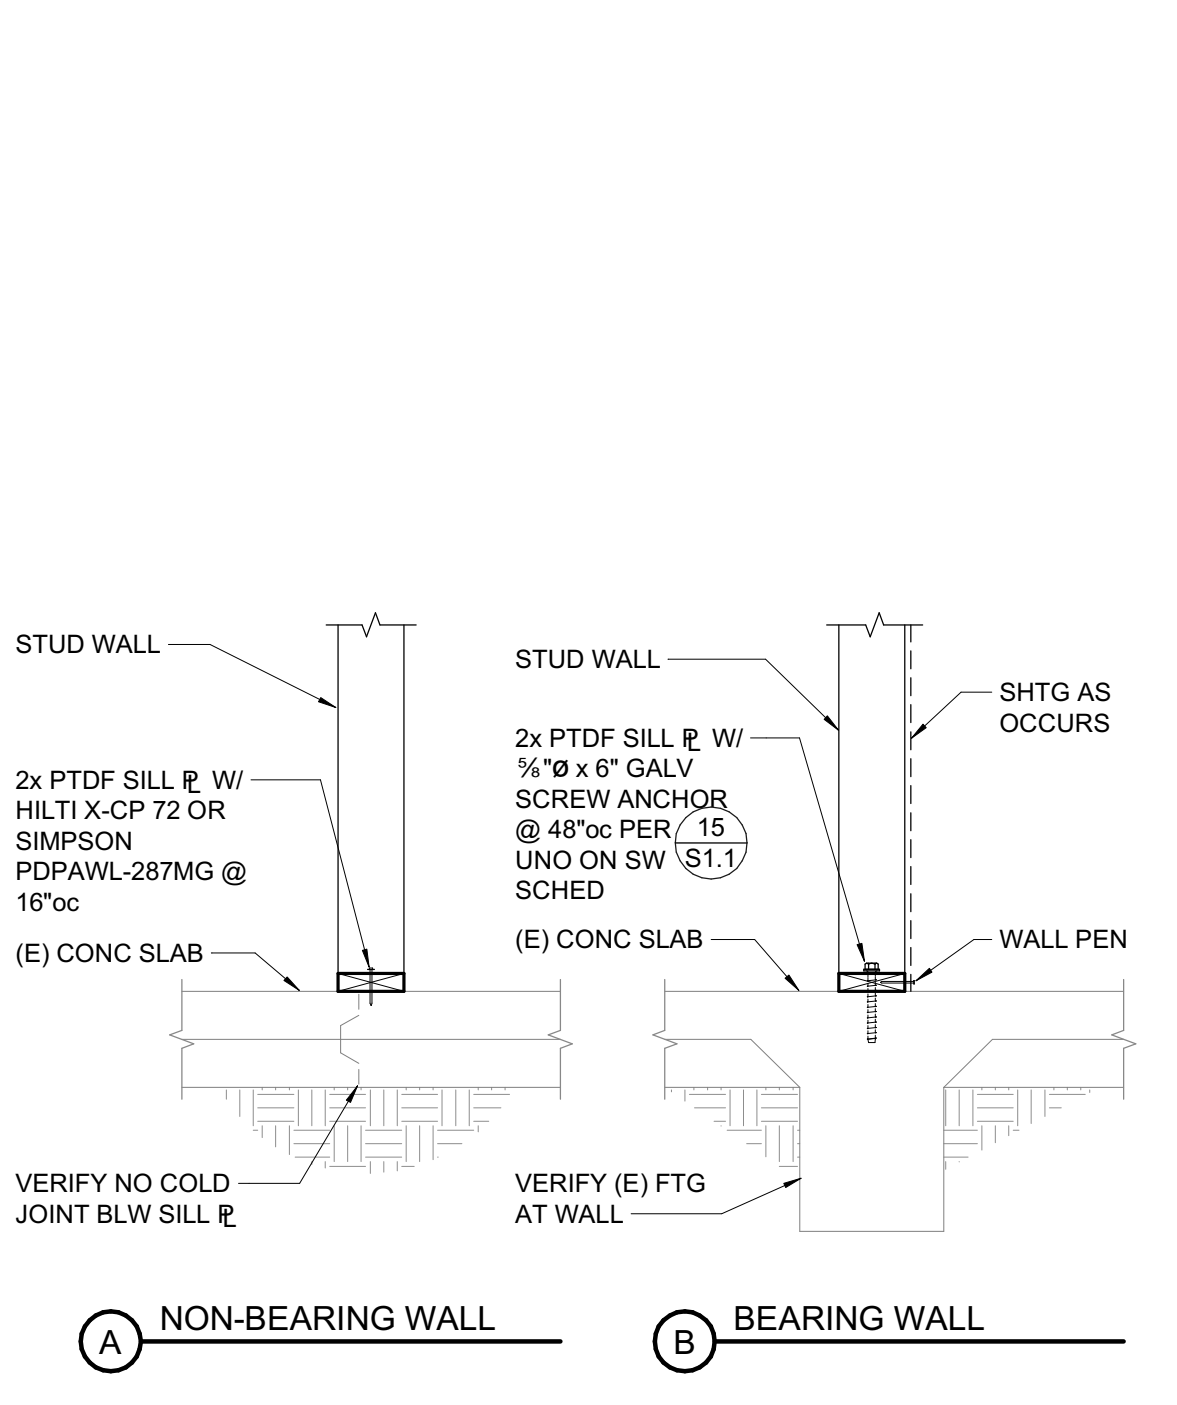 STUD WALL
2x PTDF SILL ⅊ W/
HILTI X-CP 72 OR
SIMPSON
PDPAWL-287MG @
16"oc
(E) CONC SLAB
VERIFY NO COLD
JOINT BLW SILL ⅊
A
NON-BEARING WALL
STUD WALL
2x PTDF SILL ⅊ W/
⅝"Ø x 6" GALV
SCREW ANCHOR
@ 48"oc PER
UNO ON SW
SCHED
15
S1.1
(E) CONC SLAB
VERIFY (E) FTG
AT WALL
SHTG AS
OCCURS
WALL PEN
B
BEARING WALL